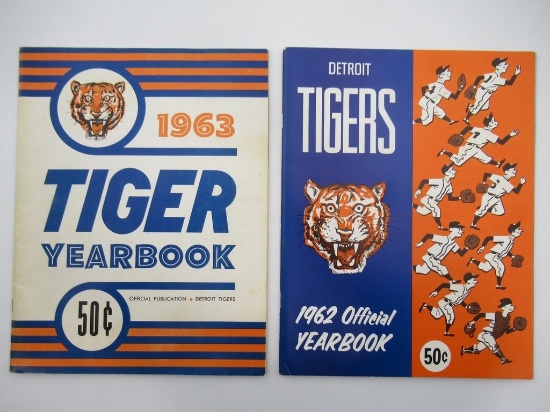 1963
TIGER
YEARBOOK
OFFICIAL PUBLICATION • DETROIT TIGERS
50¢
DETROIT
TIGERS
1962 Official
YEARBOOK
50¢